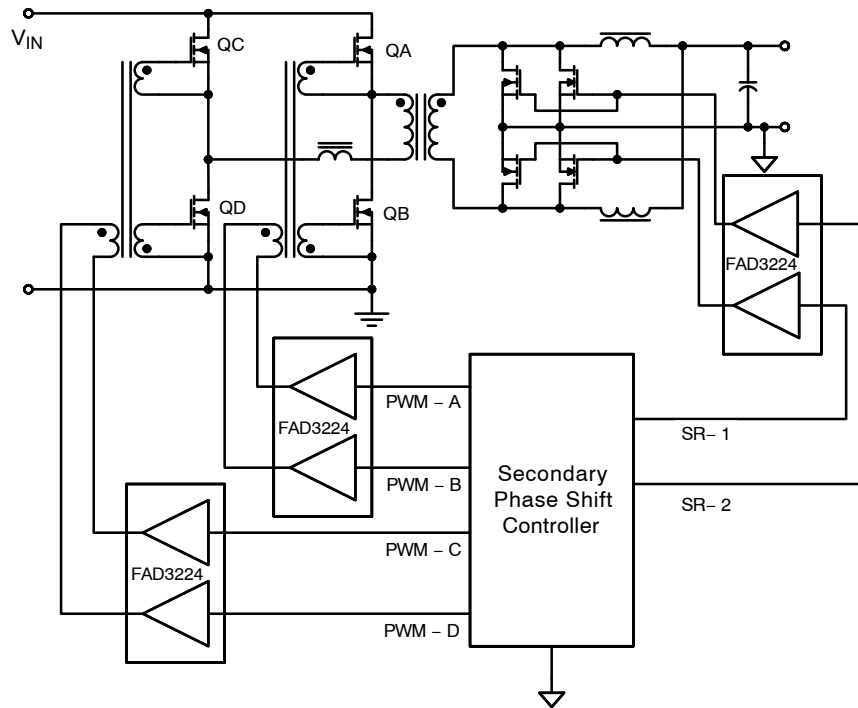 VIN
QC
QA
QD
QB
FAD3224
PWM – A
FAD3224
PWM – B
SR– 1
Secondary
Phase Shift
Controller
SR– 2
PWM – C
FAD3224
PWM – D